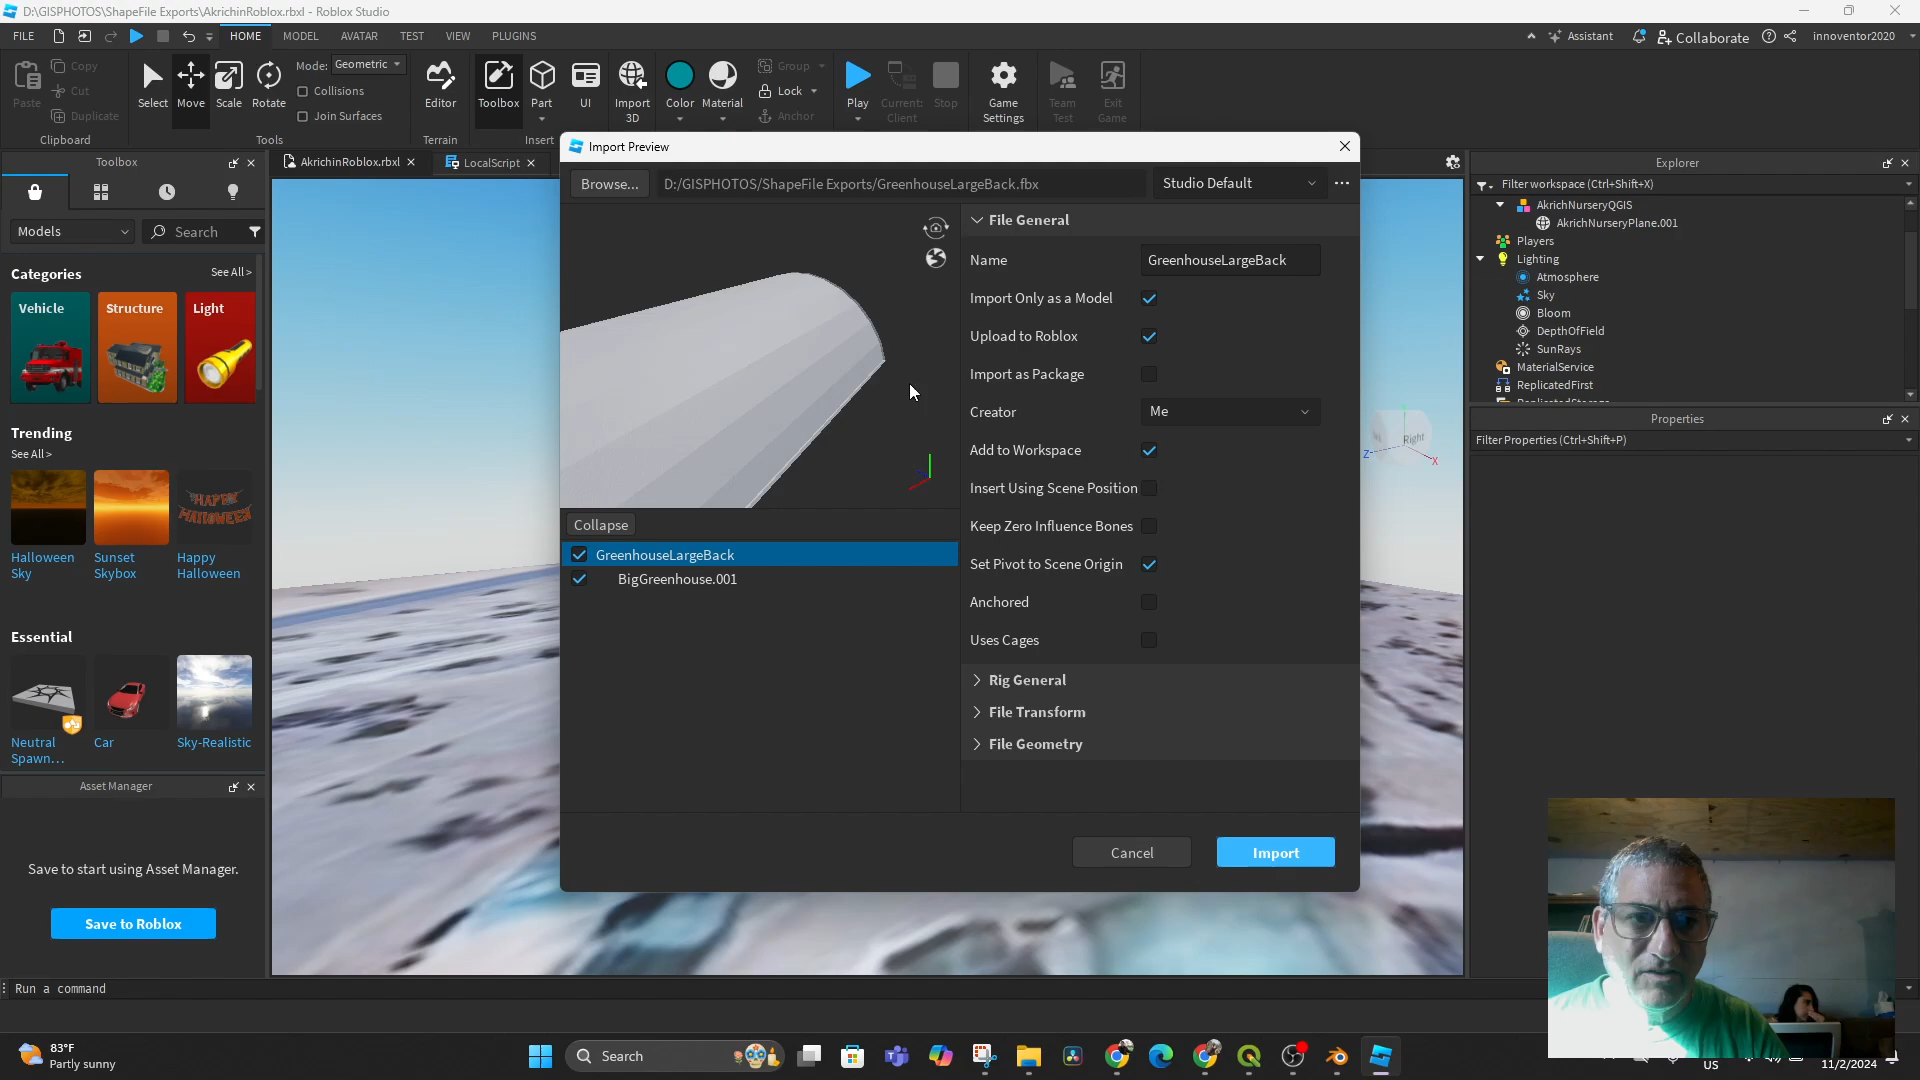 D:\GISPHOTOS\ShapeFile Exports\AkrichinRoblox.rbxl - Roblox Studio
FILE HOME MODEL AVATAR TEST VIEW PLUGINS Assistant Collaborate innoventor2020
Paste Copy Cut Duplicate
Clipboard
Select Move Scale Rotate
Mode: Geometric
Collisions
Join Surfaces
Tools
Editor
Terrain
Toolbox Part UI Import 3D
Insert
Color Material
Group
Lock
Anchor
Play Current: Client Stop
Game Settings
Team Test
Exit Game
Toolbox
AkrichinRoblox.rbxl
LocalScript
Models
Search
Categories
See All >
Vehicle
Structure
Light
Trending
See All >
HAPPY HALLOWEEN
Halloween Sky
Sunset Skybox
Happy Halloween
Essential
Neutral Spawn...
Car
Sky-Realistic
Asset Manager
Save to start using Asset Manager.
Save to Roblox
Run a command
Import Preview
Browse...
D:/GISPHOTOS/ShapeFile Exports/GreenhouseLargeBack.fbx
Studio Default
Collapse
GreenhouseLargeBack
BigGreenhouse.001
File General
Name GreenhouseLargeBack
Import Only as a Model
Upload to Roblox
Import as Package
Creator Me
Add to Workspace
Insert Using Scene Position
Keep Zero Influence Bones
Set Pivot to Scene Origin
Anchored
Uses Cages
Rig General
File Transform
File Geometry
Cancel
Import
Right
Z
X
Explorer
Filter workspace (Ctrl+Shift+X)
AkrichNurseryQGIS
AkrichNurseryPlane.001
Players
Lighting
Atmosphere
Sky
Bloom
DepthOfField
SunRays
MaterialService
ReplicatedFirst
Properties
Filter Properties (Ctrl+Shift+P)
83°F
Partly sunny
Search
US
11/2/2024